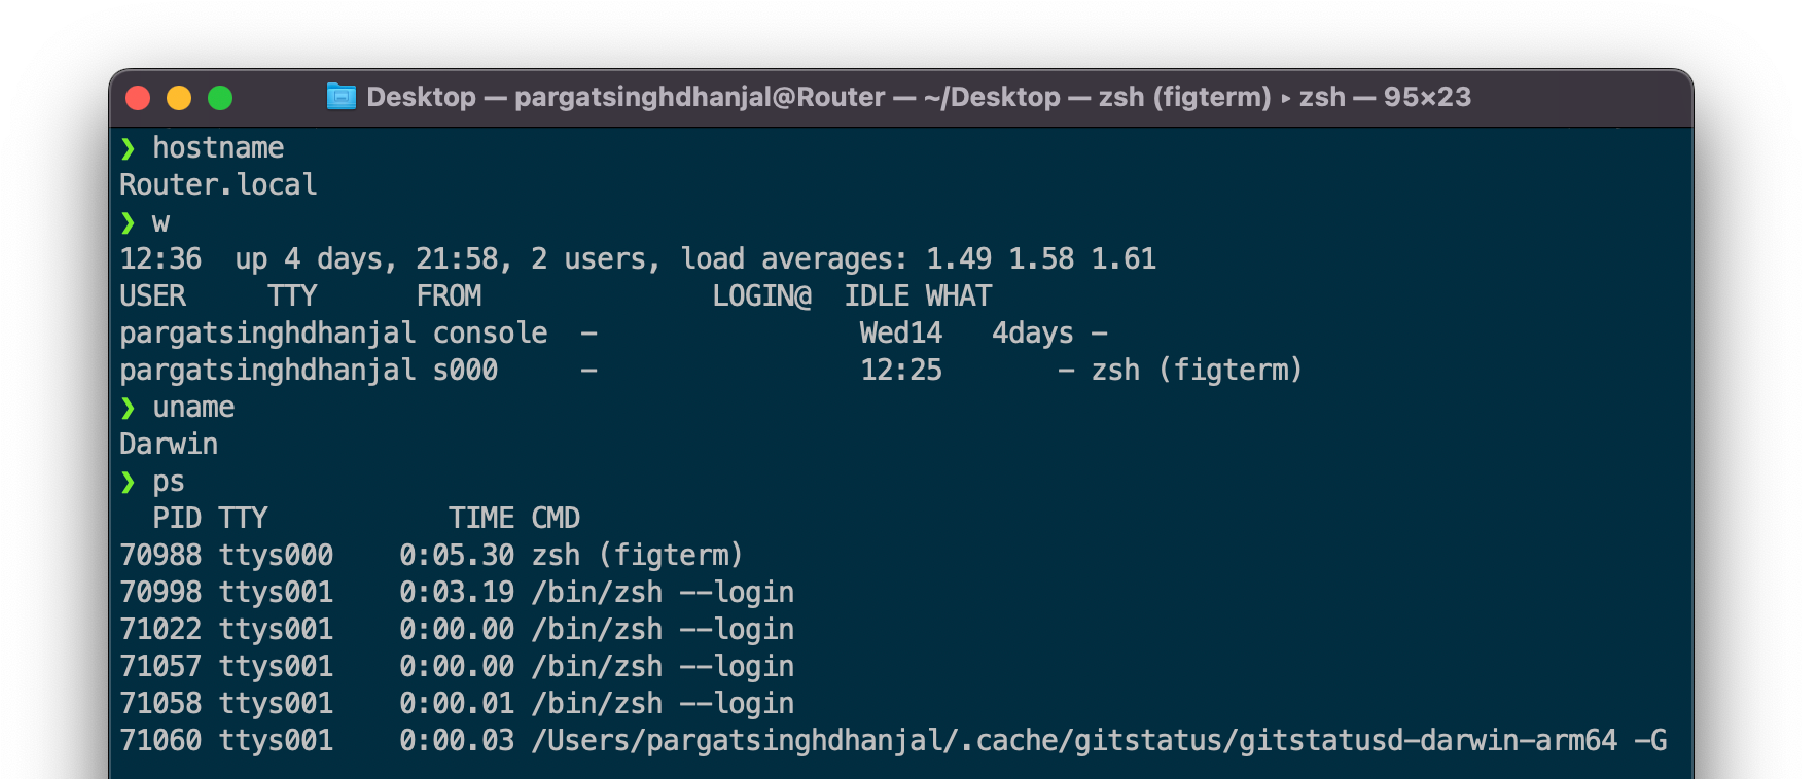 Desktop — pargatsinghdhanjal@Router — ~/Desktop — zsh (figterm) ▸ zsh — 95×23
❯ hostname
Router.local
❯ w
12:36  up 4 days, 21:58, 2 users, load averages: 1.49 1.58 1.61
USER     TTY      FROM              LOGIN@  IDLE WHAT
pargatsinghdhanjal console  -                Wed14   4days -
pargatsinghdhanjal s000     -                12:25       - zsh (figterm)
❯ uname
Darwin
❯ ps
  PID TTY           TIME CMD
70988 ttys000    0:05.30 zsh (figterm)
70998 ttys001    0:03.19 /bin/zsh --login
71022 ttys001    0:00.00 /bin/zsh --login
71057 ttys001    0:00.00 /bin/zsh --login
71058 ttys001    0:00.01 /bin/zsh --login
71060 ttys001    0:00.03 /Users/pargatsinghdhanjal/.cache/gitstatus/gitstatusd-darwin-arm64 -G